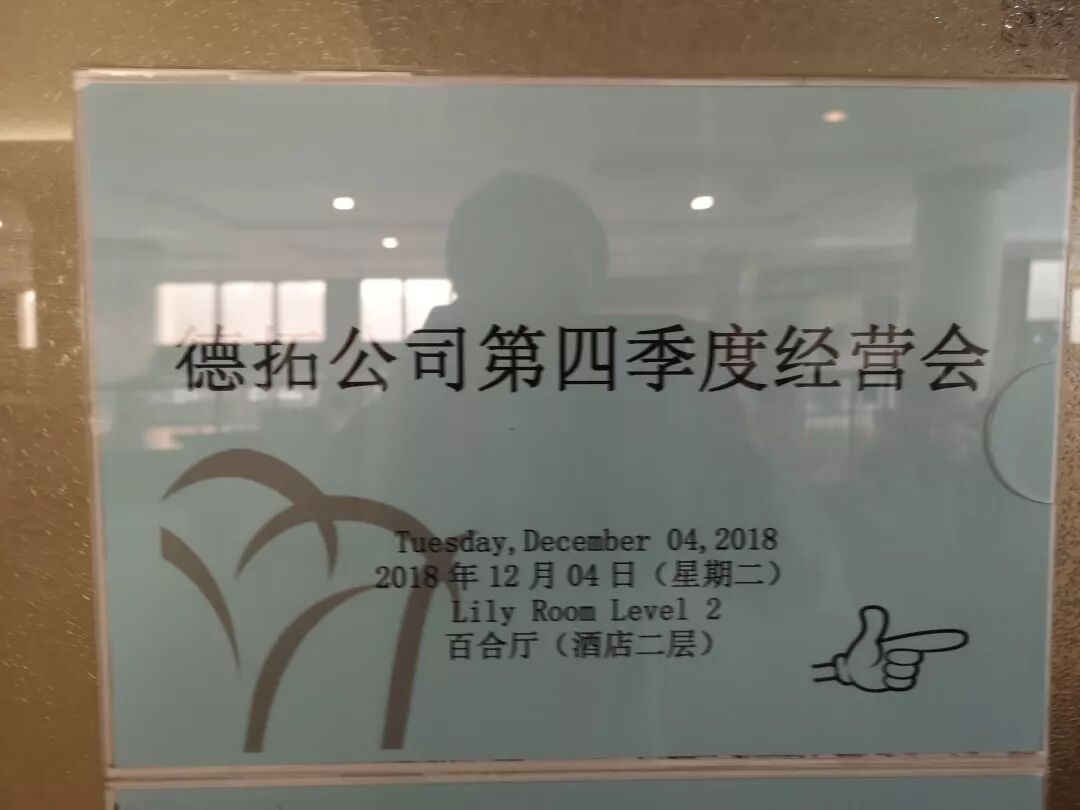 德拓公司第四季度经营会
Tuesday,December 04,2018
2018年12月04日（星期二）
Lily Room Level 2
百合厅（酒店二层）